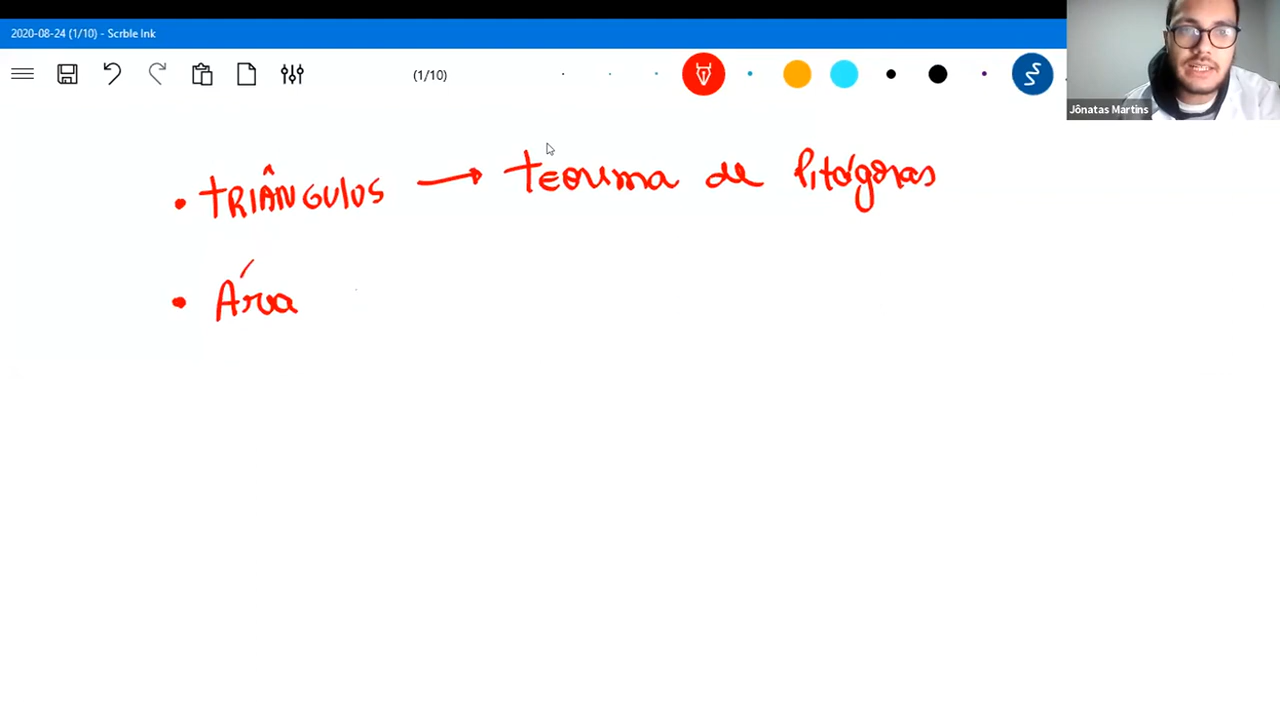 2020-08-24 (1/10) - Scrble Ink
(1/10)
Jônatas Martins
• TRIÂNGULOS → Teorema de Pitágoras
• Área